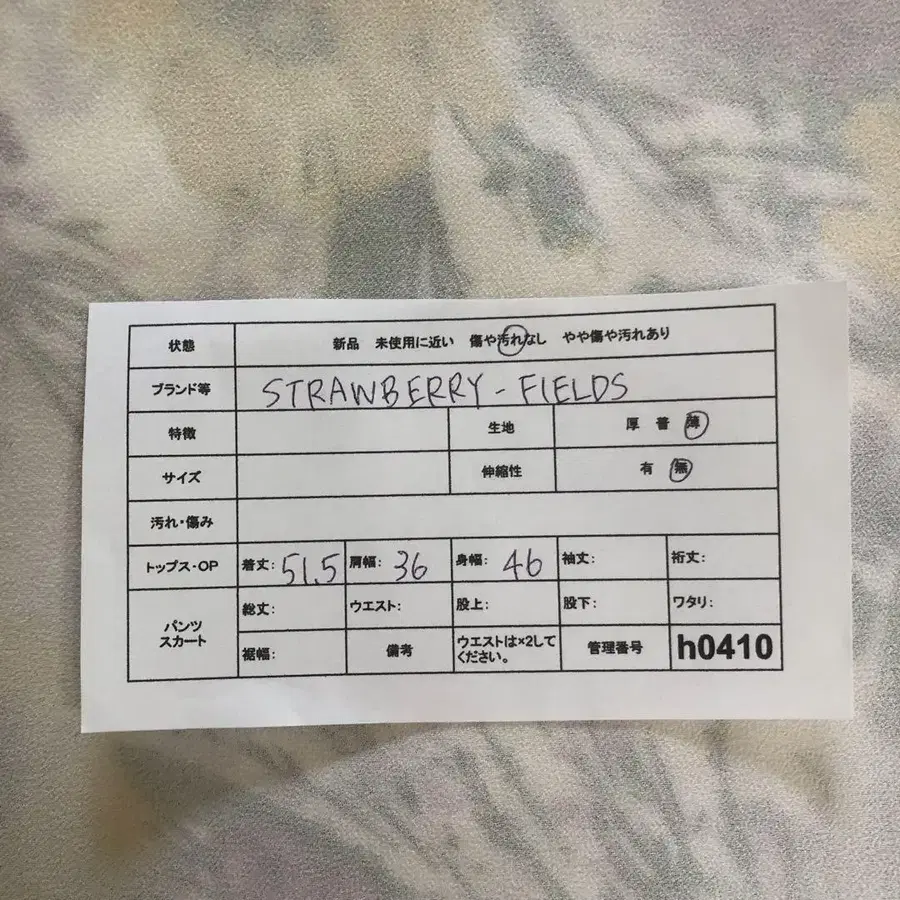 状態 新品 未使用に近い 傷や汚れなし やや傷や汚れあり
ブランド等 STRAWBERRY-FIELDS
特徴 生地 厚 普 薄
サイズ 伸縮性 有 無
汚れ・傷み
トップス・OP 着丈: 51.5 肩幅: 36 身幅: 46 袖丈: 裄丈:
パンツ
スカート
総丈: ウエスト: 股上: 股下: ワタリ:
裾幅: 備考 ウエストは×2して
ください。 管理番号 h0410